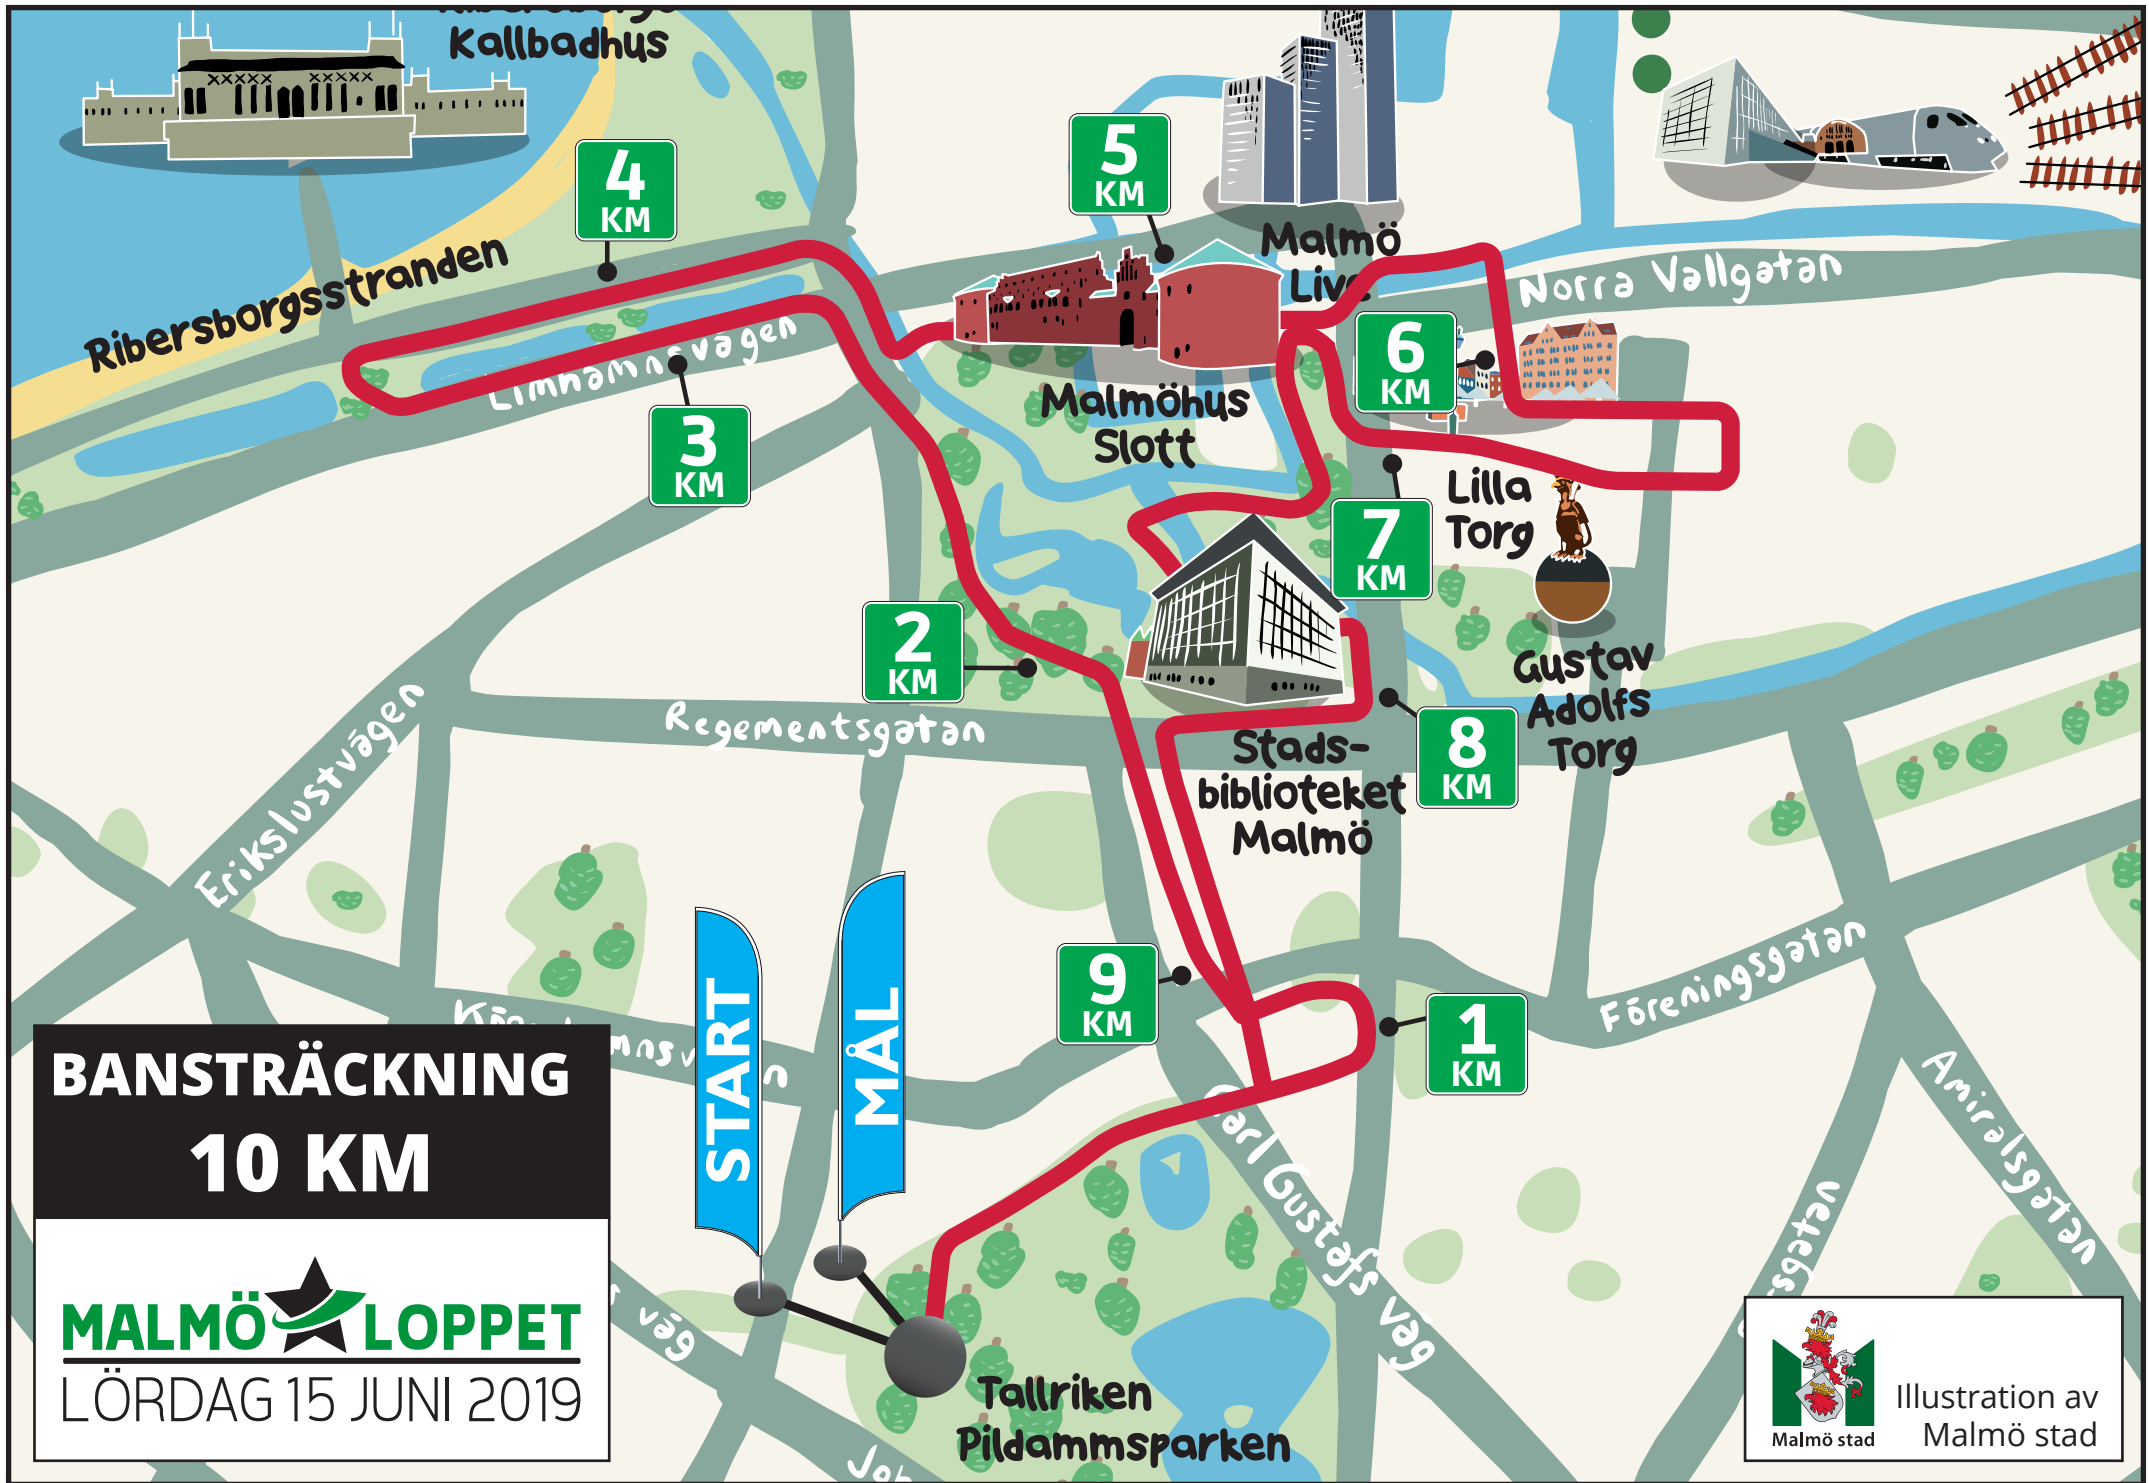 Kallbadhus
4
KM
5
KM
Malmö
Live
Ribersborgsstranden
Norra Vallgatan
Limhamnsvägen
3
KM
6
KM
Malmöhus
Slott
Lilla
Torg
7
KM
2
KM
Gustav
Adolfs
Torg
Regementsgatan
8
KM
Stads-
biblioteket
Malmö
Erikslustvägen
9
KM
1
KM
Föreningsgatan
START
MÅL
Amiralsgatan
Carl Gustafs väg
väg
Tallriken
Pildammsparken
BANSTRÄCKNING
10 KM
MALMÖ LOPPET
LÖRDAG 15 JUNI 2019
Malmö stad
Illustration av
Malmö stad